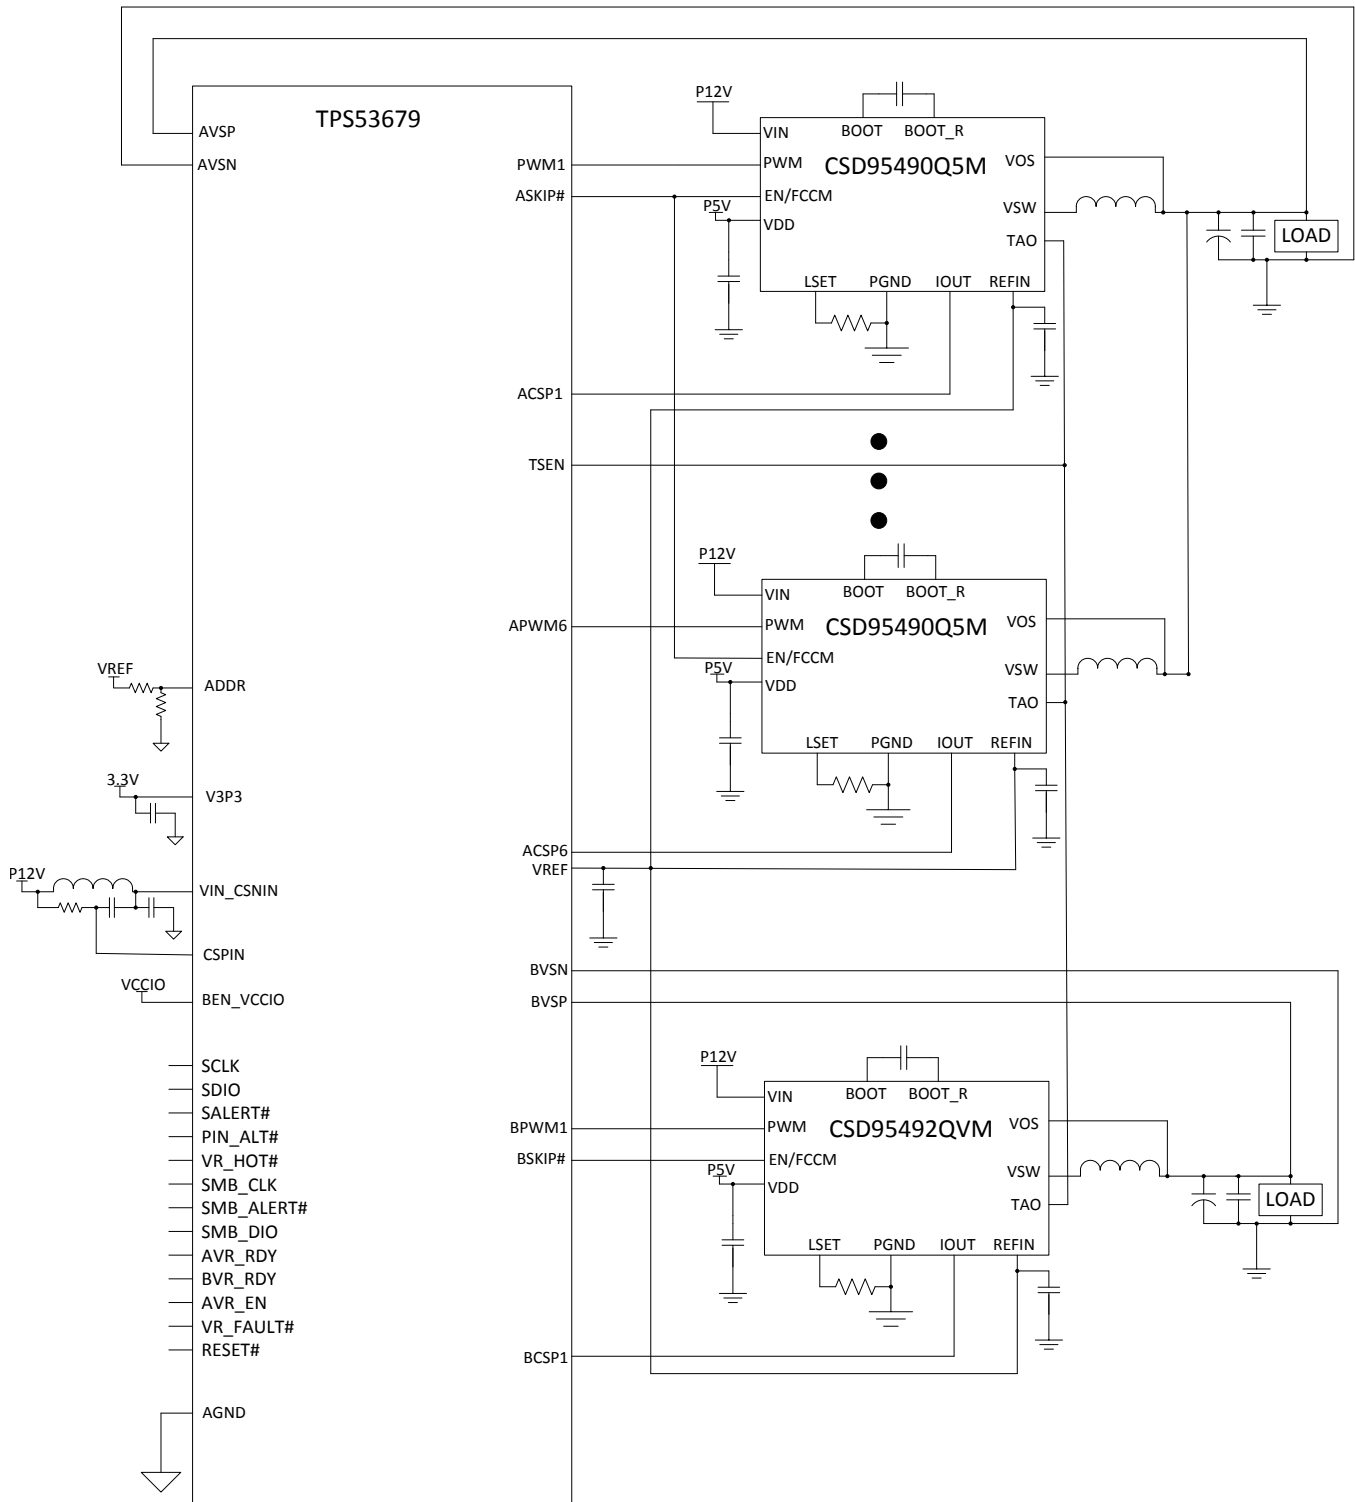 TPS53679
AVSP
AVSN
PWM1
ASKIP#
ACSP1
TSEN
APWM6
ADDR
VREF
V3P3
3.3V
ACSP6
VREF
P12V
VIN_CSNIN
CSPIN
VCCIO
BEN_VCCIO
BVSN
BVSP
SCLK
SDIO
SALERT#
PIN_ALT#
VR_HOT#
SMB_CLK
SMB_ALERT#
SMB_DIO
AVR_RDY
BVR_RDY
AVR_EN
VR_FAULT#
RESET#
BPWM1
BSKIP#
BCSP1
AGND
P12V
VIN
BOOT
BOOT_R
PWM
CSD95490Q5M
VOS
EN/FCCM
P5V
VDD
VSW
TAO
LSET
PGND
IOUT
REFIN
LOAD
P12V
VIN
BOOT
BOOT_R
PWM
CSD95490Q5M
VOS
EN/FCCM
P5V
VDD
VSW
TAO
LSET
PGND
IOUT
REFIN
P12V
VIN
BOOT
BOOT_R
PWM
CSD95492QVM
VOS
EN/FCCM
P5V
VDD
VSW
TAO
LSET
PGND
IOUT
REFIN
LOAD